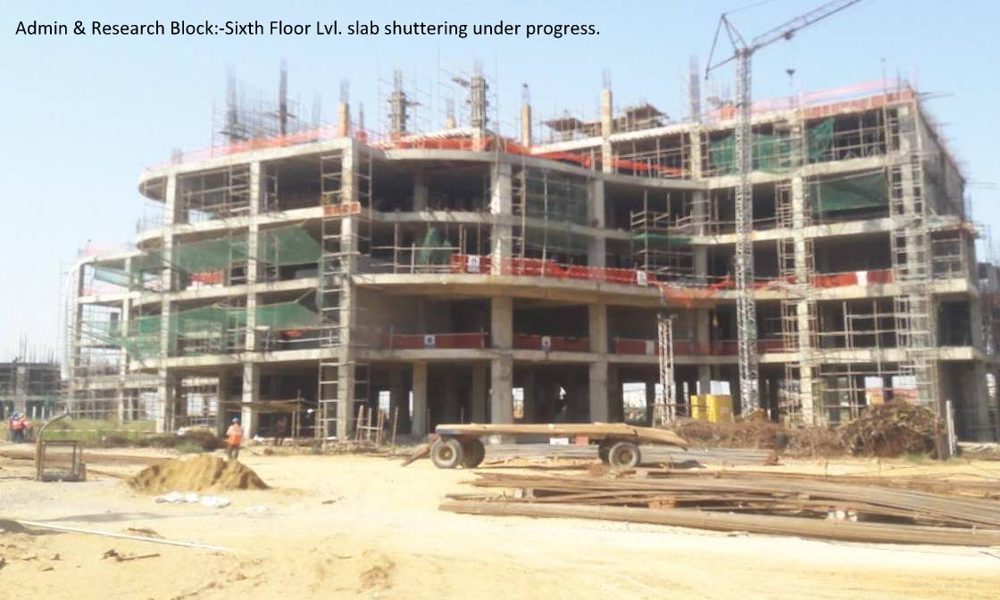 Admin & Research Block:-Sixth Floor Lvl. slab shuttering under progress.